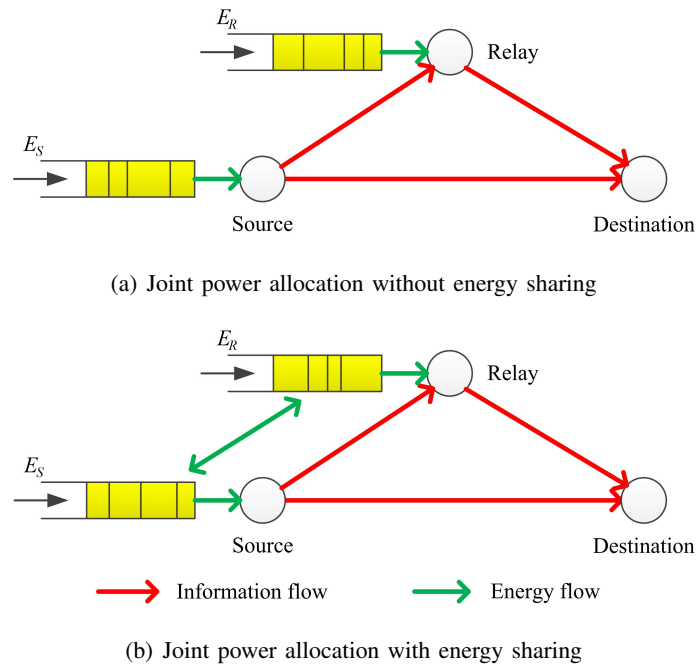 E_R
Relay
E_S
Source
Destination
(a) Joint power allocation without energy sharing
E_R
Relay
E_S
Source
Destination
Information flow
Energy flow
(b) Joint power allocation with energy sharing